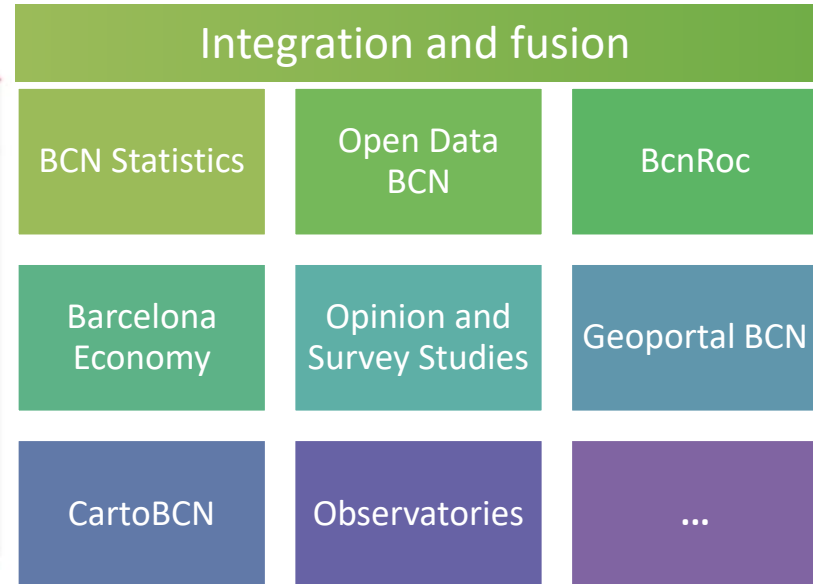 Integration and fusion
BCN Statistics
Open Data
BCN
BcnRoc
Barcelona
Economy
Opinion and
Survey Studies
Geoportal BCN
CartoBCN
Observatories
...